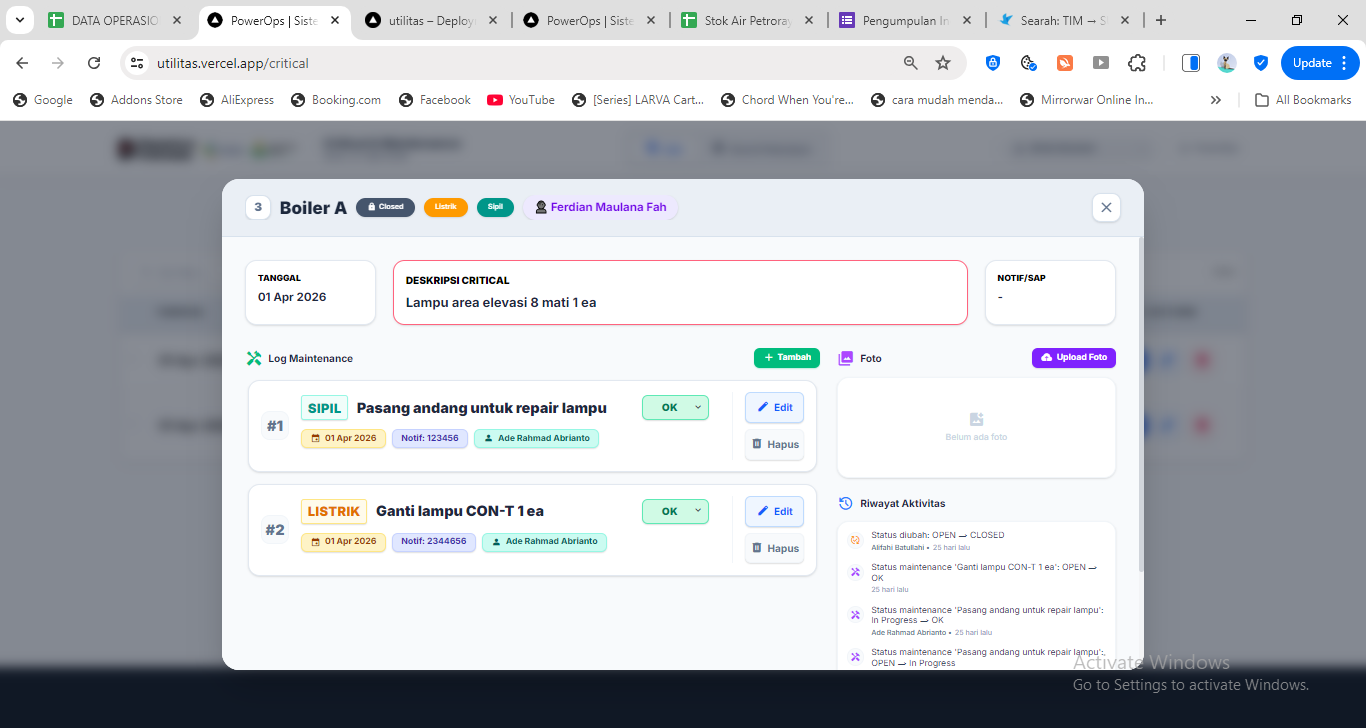 DATA OPERASIO
PowerOps | Siste
utilitas – Deploy
PowerOps | Siste
Stok Air Petroray
Pengumpulan In
Searah: TIM → S
utilitas.vercel.app/critical
Update
Google
Addons Store
AliExpress
Booking.com
Facebook
YouTube
[Series] LARVA Cart...
Chord When You're...
cara mudah menda...
Mirrorwar Online In...
All Bookmarks
3
Boiler A
Closed
Listrik
Sipil
Ferdian Maulana Fah
TANGGAL
01 Apr 2026
DESKRIPSI CRITICAL
Lampu area elevasi 8 mati 1 ea
NOTIF/SAP
-
Log Maintenance
+ Tambah
Foto
Upload Foto
#1
SIPIL
Pasang andang untuk repair lampu
OK
Edit
01 Apr 2026
Notif: 123456
Ade Rahmad Abrianto
Hapus
Belum ada foto
#2
LISTRIK
Ganti lampu CON-T 1 ea
OK
Edit
01 Apr 2026
Notif: 2344656
Ade Rahmad Abrianto
Hapus
Riwayat Aktivitas
Status diubah: OPEN → CLOSED
Alifahi Batullahi • 25 hari lalu
Status maintenance 'Ganti lampu CON-T 1 ea': OPEN →
OK
25 hari lalu
Status maintenance 'Pasang andang untuk repair lampu':
In Progress → OK
Ade Rahmad Abrianto • 25 hari lalu
Status maintenance 'Pasang andang untuk repair lampu':
OPEN → In Progress
Activate Windows
Go to Settings to activate Windows.